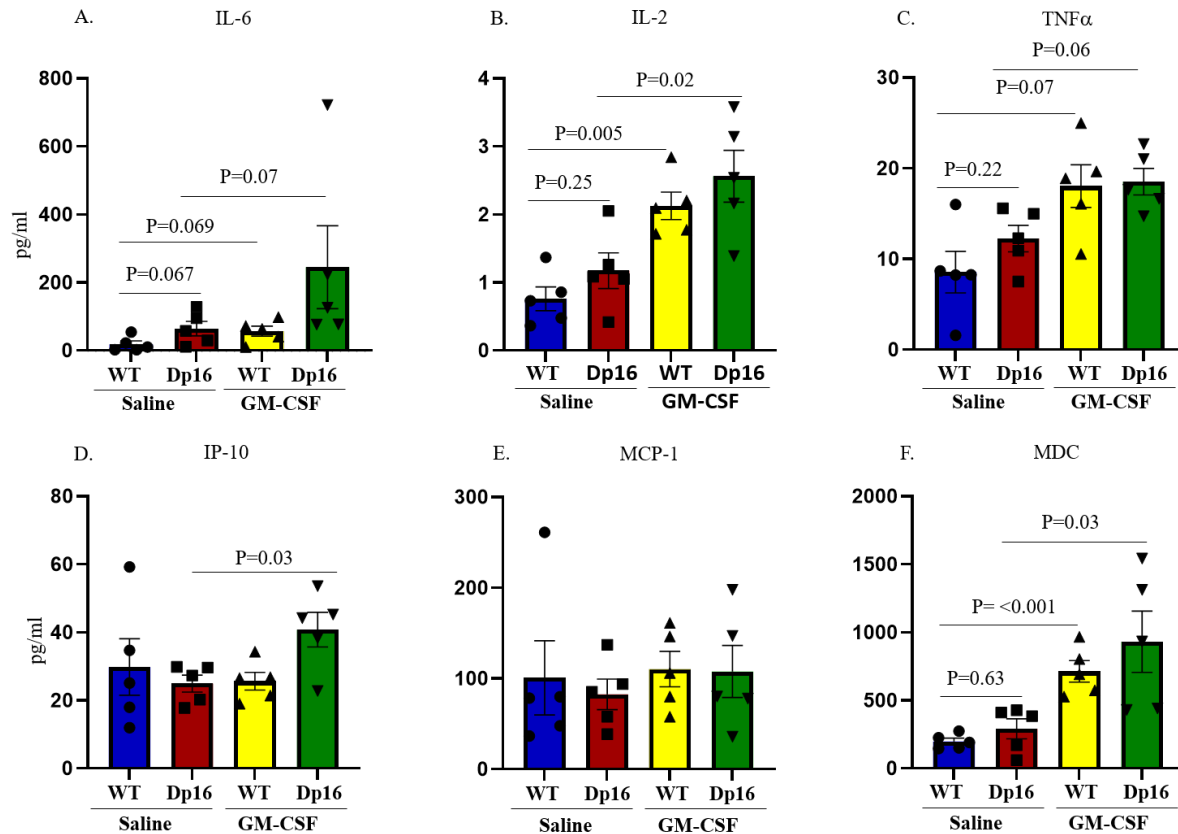 A. IL-6
pg/ml
800
600
400
200
0
P=0.07
P=0.069
P=0.067
WT Dp16 WT Dp16
Saline GM-CSF
B. IL-2
4
3
2
1
0
P=0.02
P=0.005
P=0.25
WT Dp16 WT Dp16
Saline GM-CSF
C. TNFα
30
20
10
0
P=0.06
P=0.07
P=0.22
WT Dp16 WT Dp16
Saline GM-CSF
D. IP-10
pg/ml
80
60
40
20
0
P=0.03
WT Dp16 WT Dp16
Saline GM-CSF
E. MCP-1
300
200
100
0
WT Dp16 WT Dp16
Saline GM-CSF
F. MDC
2000
1500
1000
500
0
P=0.03
P= <0.001
P=0.63
WT Dp16 WT Dp16
Saline GM-CSF